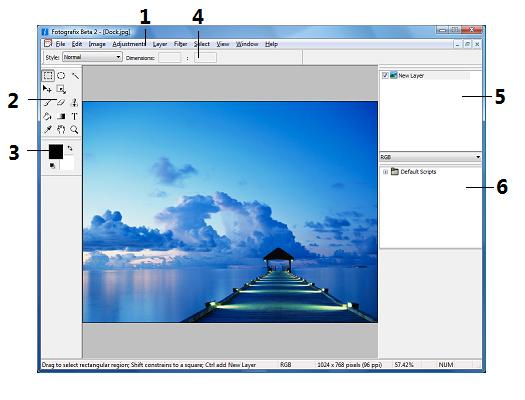 1
4
Fotografix Beta 2 - [Dock.jpg]
File Edit Image Adjustments Layer Filter Select View Window Help
Style: Normal Dimensions: :
New Layer
5
2
T
3
RGB
Default Scripts
6
Drag to select rectangular region; Shift constrains to a square; Ctrl add New Layer RGB 1024 x 768 pixels (96 ppi) 57.42% NUM